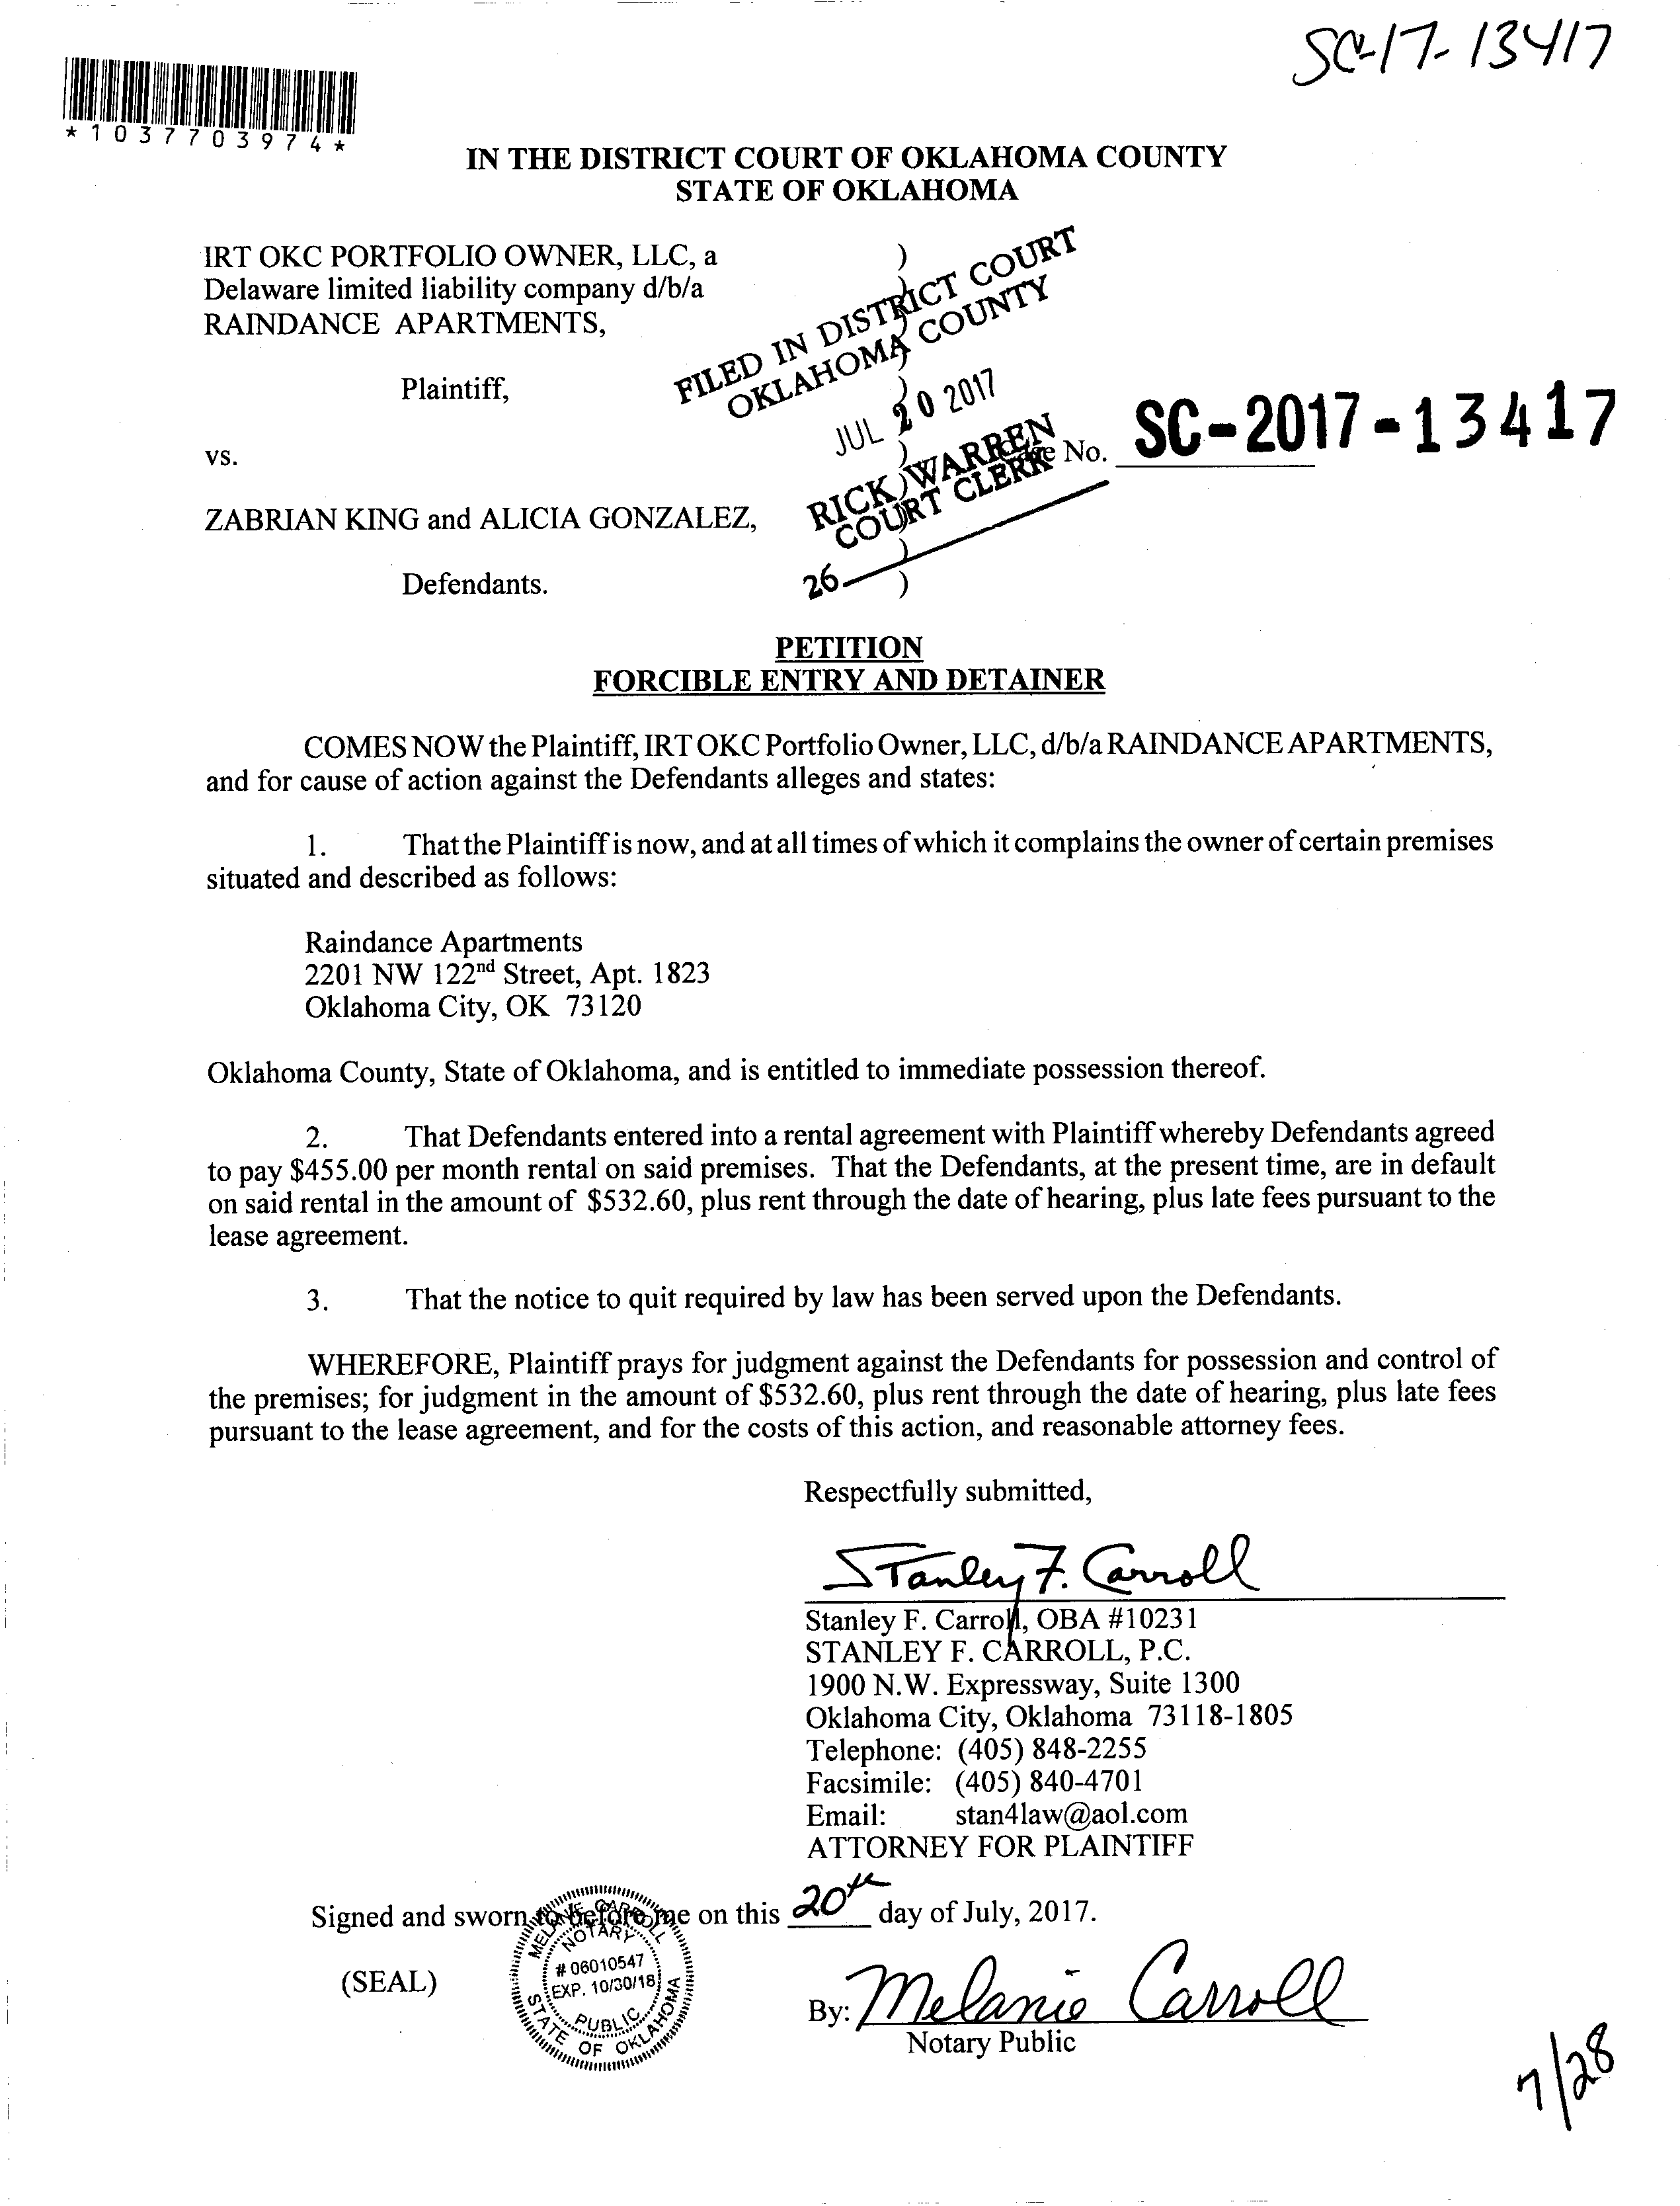 SC-17-13417
*1037703974*
IN THE DISTRICT COURT OF OKLAHOMA COUNTY
STATE OF OKLAHOMA
IRT OKC PORTFOLIO OWNER, LLC, a )
Delaware limited liability company d/b/a )
RAINDANCE APARTMENTS, )
FILED IN DISTRICT COURT
OKLAHOMA COUNTY
Plaintiff, )
JUL 20 2017
vs. ) No. SC-2017-13417
RICK WARREN
COURT CLERK
ZABRIAN KING and ALICIA GONZALEZ, )
26
Defendants. )
PETITION
FORCIBLE ENTRY AND DETAINER
COMES NOW the Plaintiff, IRT OKC Portfolio Owner, LLC, d/b/a RAINDANCE APARTMENTS,
and for cause of action against the Defendants alleges and states:
1. That the Plaintiff is now, and at all times of which it complains the owner of certain premises
situated and described as follows:
Raindance Apartments
2201 NW 122nd Street, Apt. 1823
Oklahoma City, OK 73120
Oklahoma County, State of Oklahoma, and is entitled to immediate possession thereof.
2. That Defendants entered into a rental agreement with Plaintiff whereby Defendants agreed
to pay $455.00 per month rental on said premises. That the Defendants, at the present time, are in default
on said rental in the amount of $532.60, plus rent through the date of hearing, plus late fees pursuant to the
lease agreement.
3. That the notice to quit required by law has been served upon the Defendants.
WHEREFORE, Plaintiff prays for judgment against the Defendants for possession and control of
the premises; for judgment in the amount of $532.60, plus rent through the date of hearing, plus late fees
pursuant to the lease agreement, and for the costs of this action, and reasonable attorney fees.
Respectfully submitted,
Stanley F. Carroll
Stanley F. Carroll, OBA #10231
STANLEY F. CARROLL, P.C.
1900 N.W. Expressway, Suite 1300
Oklahoma City, Oklahoma 73118-1805
Telephone: (405) 848-2255
Facsimile: (405) 840-4701
Email: stan4law@aol.com
ATTORNEY FOR PLAINTIFF
Signed and sworn to before me on this 20th day of July, 2017.
(SEAL)
MELANIE CARROLL
NOTARY
# 06010547
EXP. 10/30/18
PUBLIC
STATE OF OKLAHOMA
By: Melanie Carroll
Notary Public
7/28